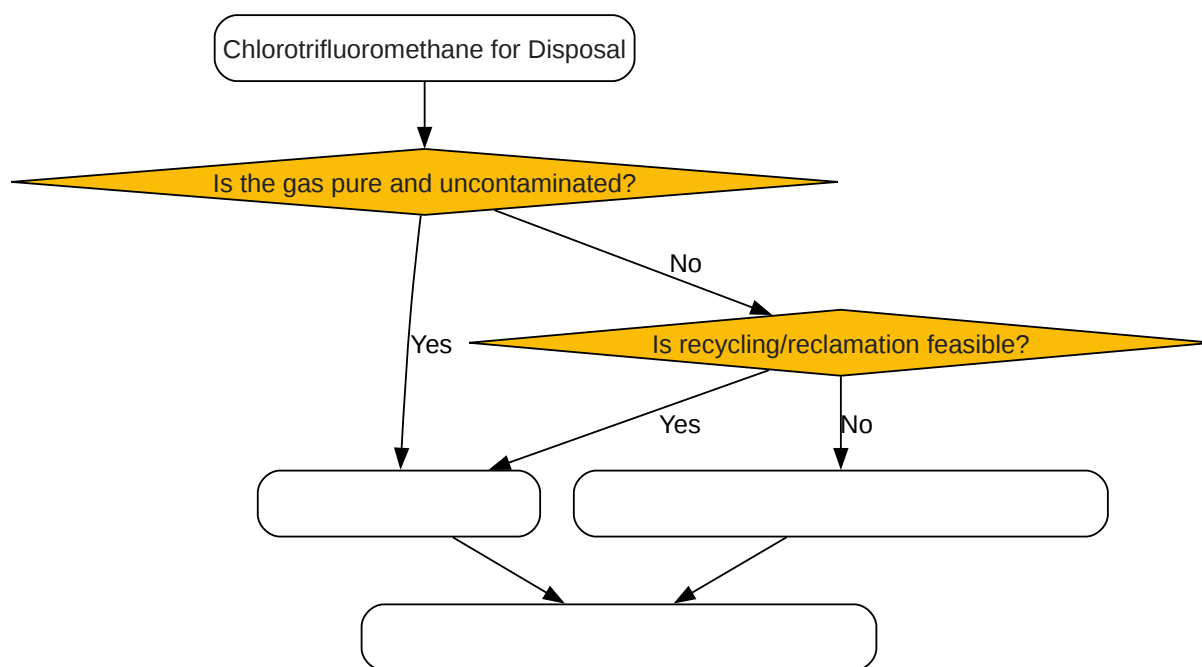 Chlorotrifluoromethane for Disposal
Is the gas pure and uncontaminated?
No
Yes
Is recycling/reclamation feasible?
Yes
No